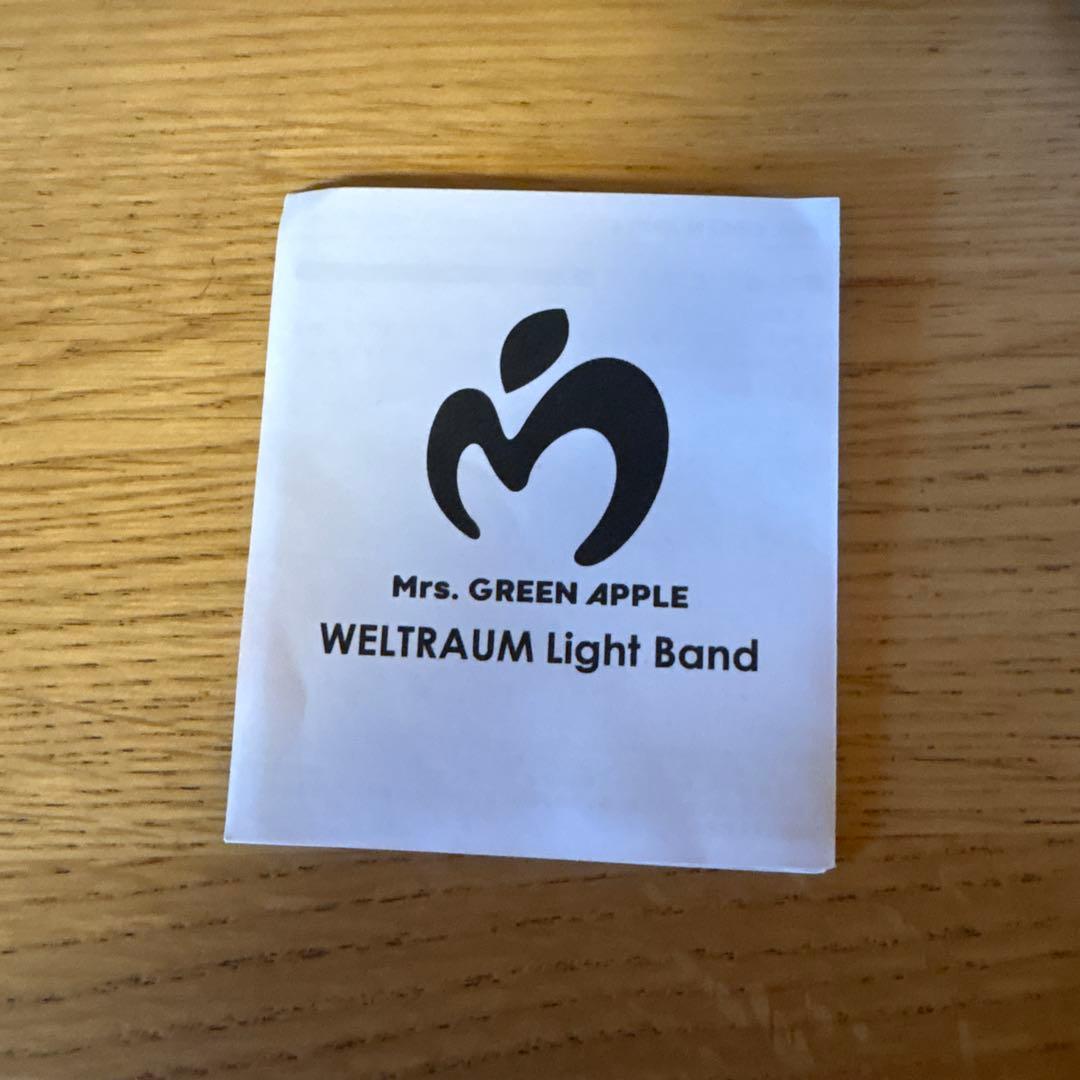 Mrs. GREEN APPLE
WELTRAUM Light Band